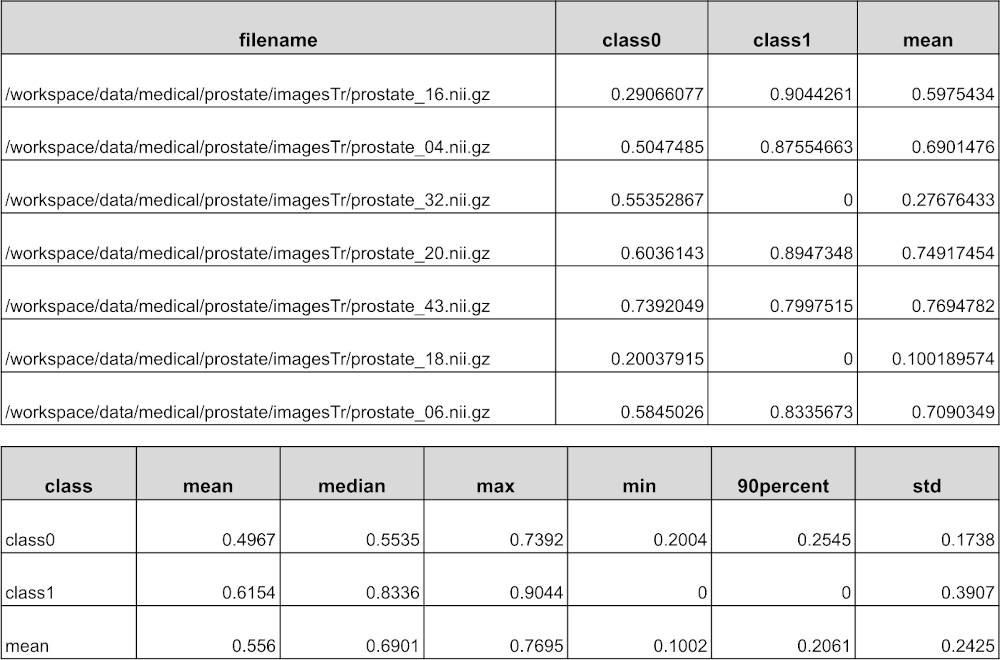 filename class0 class1 mean
/workspace/data/medical/prostate/imagesTr/prostate_16.nii.gz 0.29066077 0.9044261 0.5975434
/workspace/data/medical/prostate/imagesTr/prostate_04.nii.gz 0.5047485 0.87554663 0.6901476
/workspace/data/medical/prostate/imagesTr/prostate_32.nii.gz 0.55352867 0 0.27676433
/workspace/data/medical/prostate/imagesTr/prostate_20.nii.gz 0.6036143 0.8947348 0.74917454
/workspace/data/medical/prostate/imagesTr/prostate_43.nii.gz 0.7392049 0.7997515 0.7694782
/workspace/data/medical/prostate/imagesTr/prostate_18.nii.gz 0.20037915 0 0.100189574
/workspace/data/medical/prostate/imagesTr/prostate_06.nii.gz 0.5845026 0.8335673 0.7090349
class mean median max min 90percent std
class0 0.4967 0.5535 0.7392 0.2004 0.2545 0.1738
class1 0.6154 0.8336 0.9044 0 0 0.3907
mean 0.556 0.6901 0.7695 0.1002 0.2061 0.2425